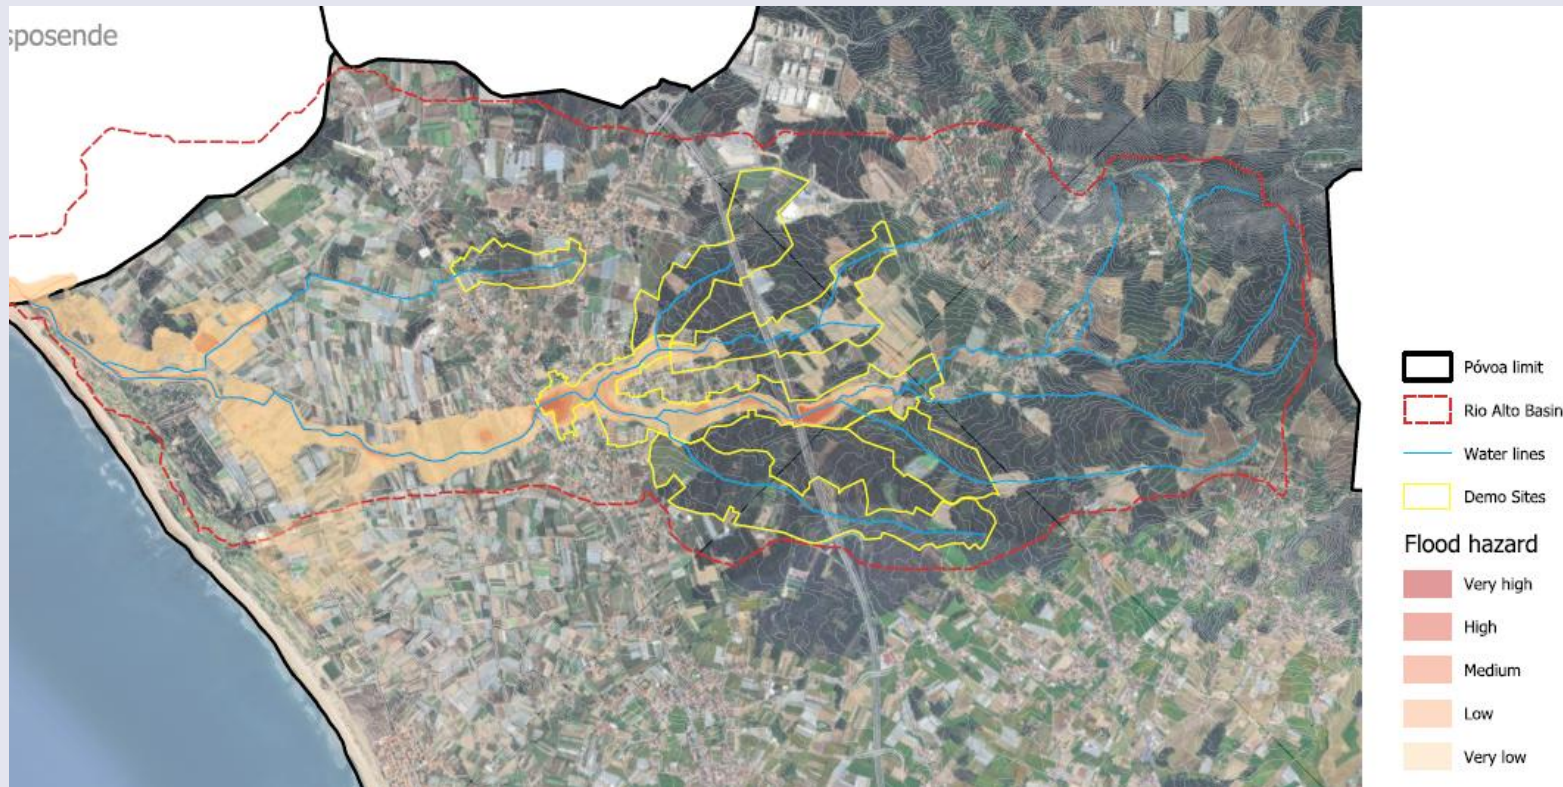 sposende
Póvoa limit
Rio Alto Basin
Water lines
Demo Sites
Flood hazard
Very high
High
Medium
Low
Very low